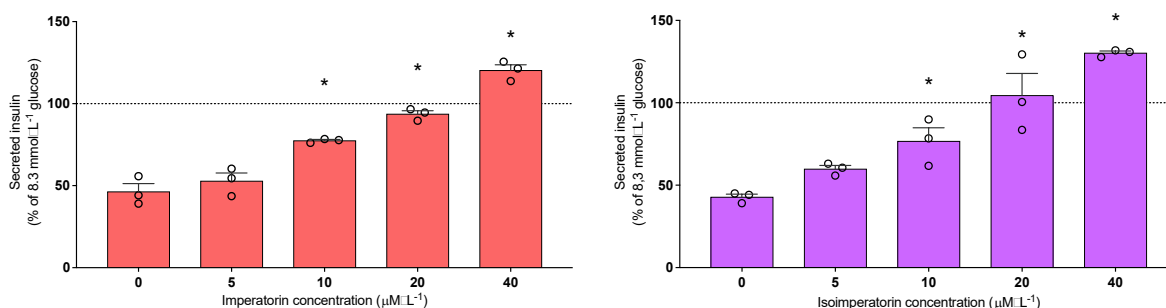 150
100
50
0
Secreted insulin
(% of 8.3 mmol□L⁻¹ glucose)
*
*
*
0 5 10 20 40
Imperatorin concentration (μM□L⁻¹)
150
100
50
0
Secreted insulin
(% of 8,3 mmol□L⁻¹ glucose)
*
*
*
0 5 10 20 40
Isoimperatorin concentration (μM□L⁻¹)